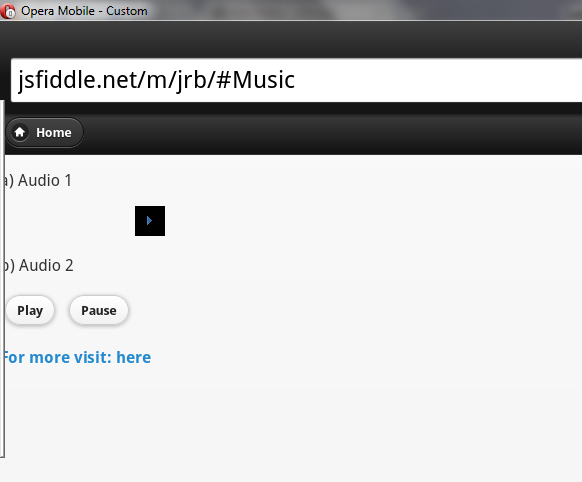 Opera Mobile - Custom
jsfiddle.net/m/jrb/#Music
Home
a) Audio 1
b) Audio 2
Play Pause
For more visit: here